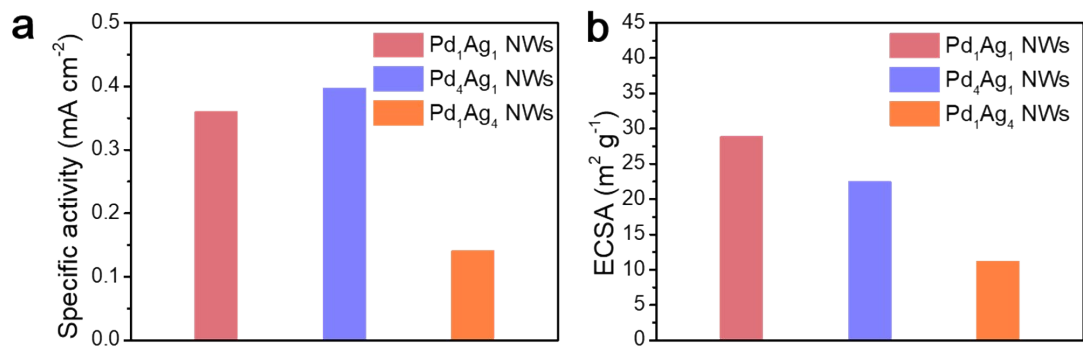 a
Specific activity (mA cm⁻²)
0.5
0.4
0.3
0.2
0.1
0.0
Pd₁Ag₁ NWs
Pd₄Ag₁ NWs
Pd₁Ag₄ NWs
b
ECSA (m² g⁻¹)
45
40
35
30
25
20
15
10
5
0
Pd₁Ag₁ NWs
Pd₄Ag₁ NWs
Pd₁Ag₄ NWs